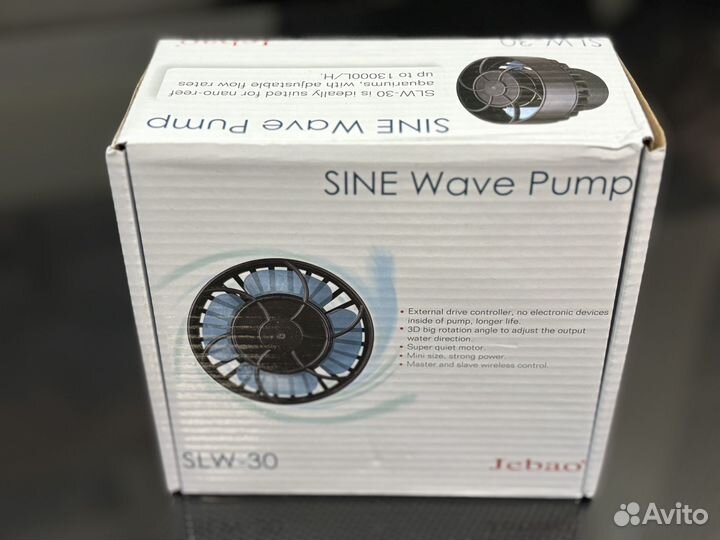 Jebao
SLW-30
SLW-30 is ideally suited for nano-reef
aquariums, with adjustable flow rates
up to 13000L/H.
SINE Wave Pump
SINE Wave Pump
• External drive controller, no electronic devices
inside of pump, longer life.
• 3D big rotation angle to adjust the output
water direction.
• Super quiet motor.
• Mini size, strong power.
• Master and slave wireless control.
SLW-30
Jebao
Avito